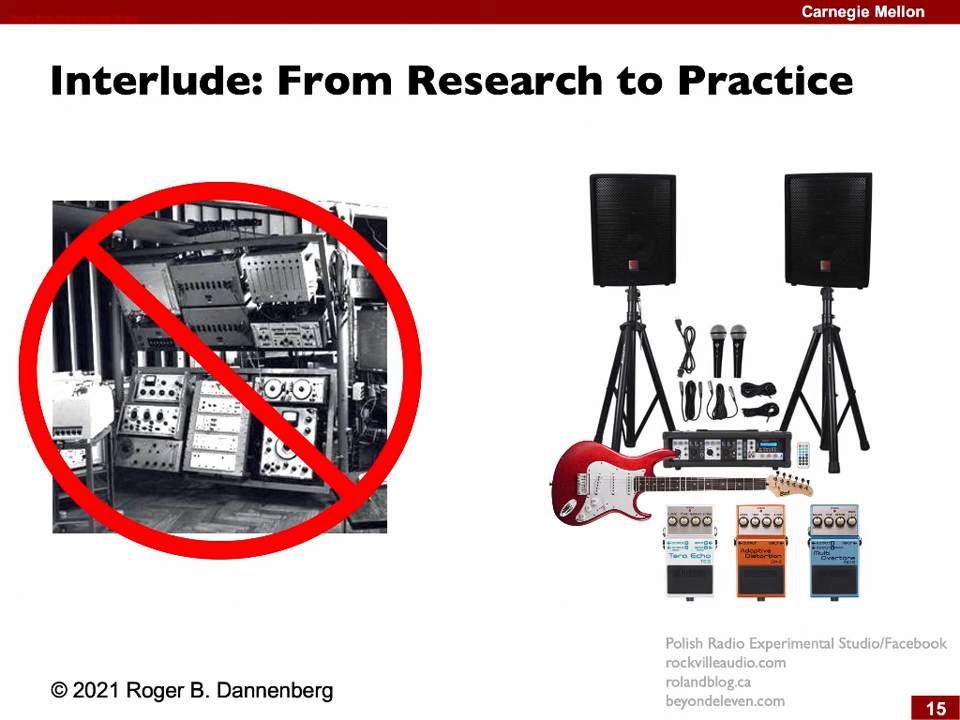 Carnegie Mellon
Interlude: From Research to Practice
Tera Echo
Adaptive
Distortion
Multi
Overtone
Polish Radio Experimental Studio/Facebook
rockvilleaudio.com
rolandblog.ca
beyondeleven.com
© 2021 Roger B. Dannenberg
15